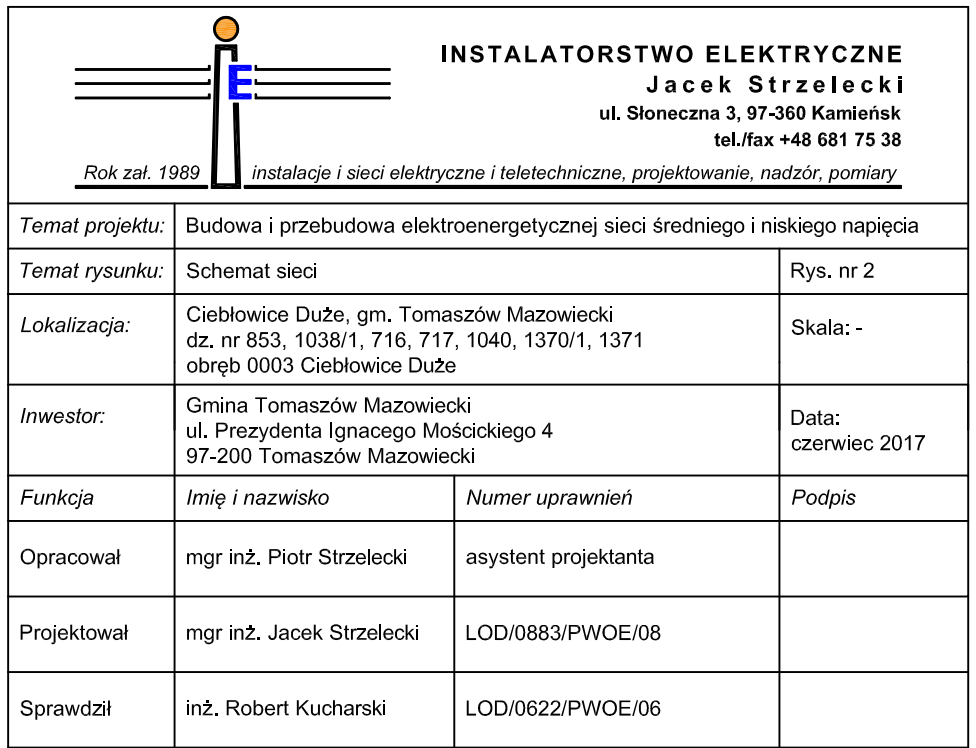 E
INSTALATORSTWO ELEKTRYCZNE
Jacek Strzelecki
ul. Słoneczna 3, 97-360 Kamieńsk
tel./fax +48 681 75 38
Rok zał. 1989 instalacje i sieci elektryczne i teletechniczne, projektowanie, nadzór, pomiary
Temat projektu: Budowa i przebudowa elektroenergetycznej sieci średniego i niskiego napięcia
Temat rysunku: Schemat sieci Rys. nr 2
Lokalizacja: Ciebłowice Duże, gm. Tomaszów Mazowiecki
dz. nr 853, 1038/1, 716, 717, 1040, 1370/1, 1371
obręb 0003 Ciebłowice Duże
Skala: -
Inwestor: Gmina Tomaszów Mazowiecki
ul. Prezydenta Ignacego Mościckiego 4
97-200 Tomaszów Mazowiecki
Data:
czerwiec 2017
Funkcja Imię i nazwisko Numer uprawnień Podpis
Opracował mgr inż. Piotr Strzelecki asystent projektanta
Projektował mgr inż. Jacek Strzelecki LOD/0883/PWOE/08
Sprawdził inż. Robert Kucharski LOD/0622/PWOE/06